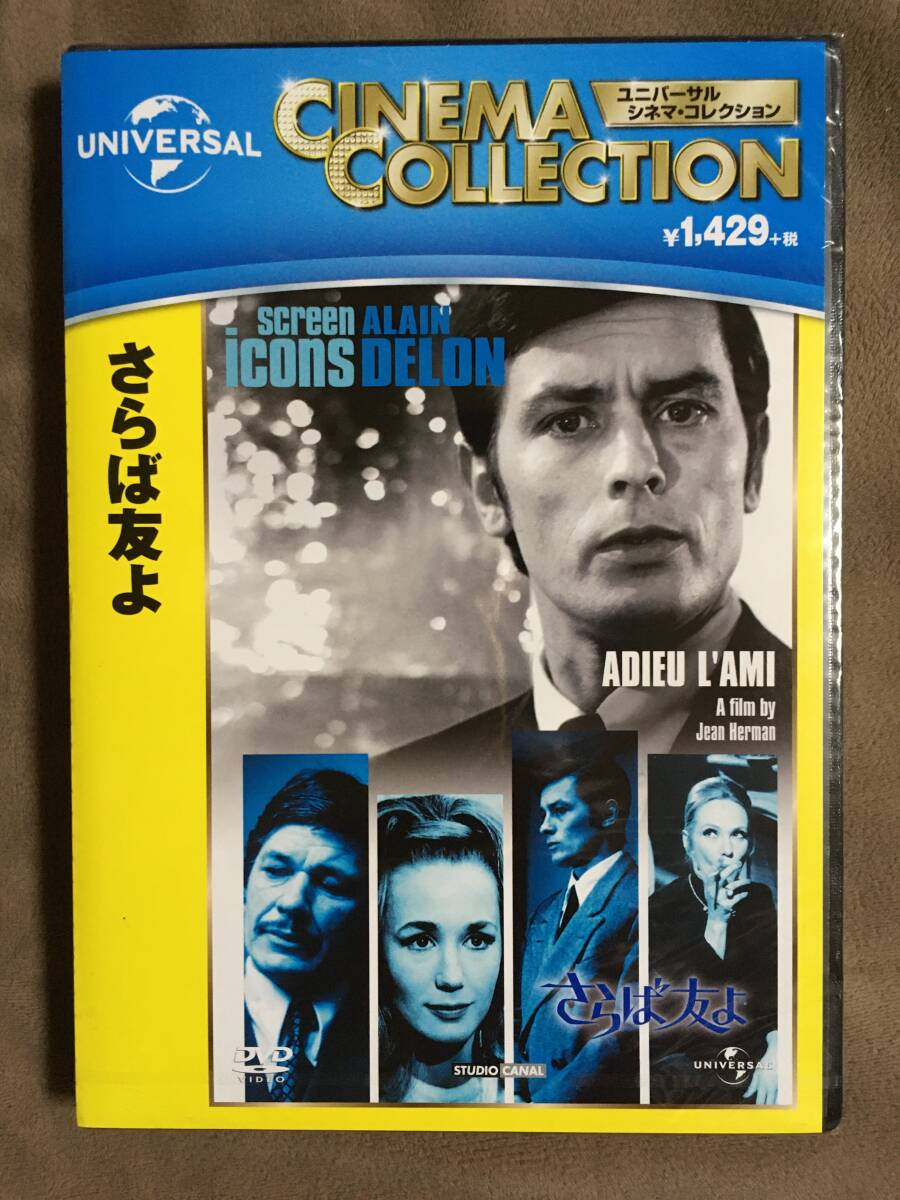 UNIVERSAL
CINEMA
COLLECTION
ユニバーサル
シネマ・コレクション
¥1,429+税
さらば友よ
screen ALAIN
icons DELON
ADIEU L'AMI
A film by
Jean Herman
さらば友よ
DVD
VIDEO
STUDIO CANAL
UNIVERSAL